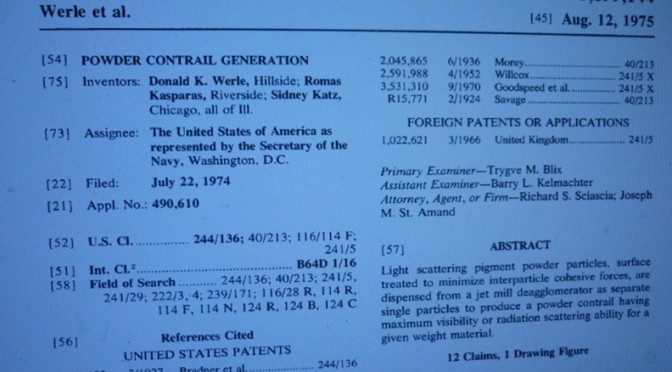 Werle et al.
[45] Aug. 12, 1975
[54] POWDER CONTRAIL GENERATION
[75] Inventors: Donald K. Werle, Hillside; Romas
Kasparas, Riverside; Sidney Katz,
Chicago, all of Ill.
[73] Assignee: The United States of America as
represented by the Secretary of the
Navy, Washington, D.C.
[22] Filed: July 22, 1974
[21] Appl. No.: 490,610
[52] U.S. Cl. .................. 244/136; 40/213; 116/114 F;
241/5
[51] Int. Cl.² ........................................ B64D 1/16
[58] Field of Search ............ 244/136; 40/213; 241/5,
241/29; 222/3, 4; 239/171; 116/28 R, 114 R,
114 F, 114 N, 124 R, 124 B, 124 C
[56] References Cited
UNITED STATES PATENTS
Bradner et al. .................... 244/136
2,045,865 6/1936 Morey.............................. 40/213
2,591,988 4/1952 Willcox........................... 241/5 X
3,531,310 9/1970 Goodspeed et al............... 241/5 X
R15,771 2/1924 Savage............................. 40/213
FOREIGN PATENTS OR APPLICATIONS
1,022,621 3/1966 United Kingdom.................. 241/5
Primary Examiner—Trygve M. Blix
Assistant Examiner—Barry L. Kelmachter
Attorney, Agent, or Firm—Richard S. Sciascia; Joseph
M. St. Amand
[57] ABSTRACT
Light scattering pigment powder particles, surface
treated to minimize interparticle cohesive forces, are
dispensed from a jet mill deagglomerator as separate
single particles to produce a powder contrail having
maximum visibility or radiation scattering ability for a
given weight material.
12 Claims, 1 Drawing Figure